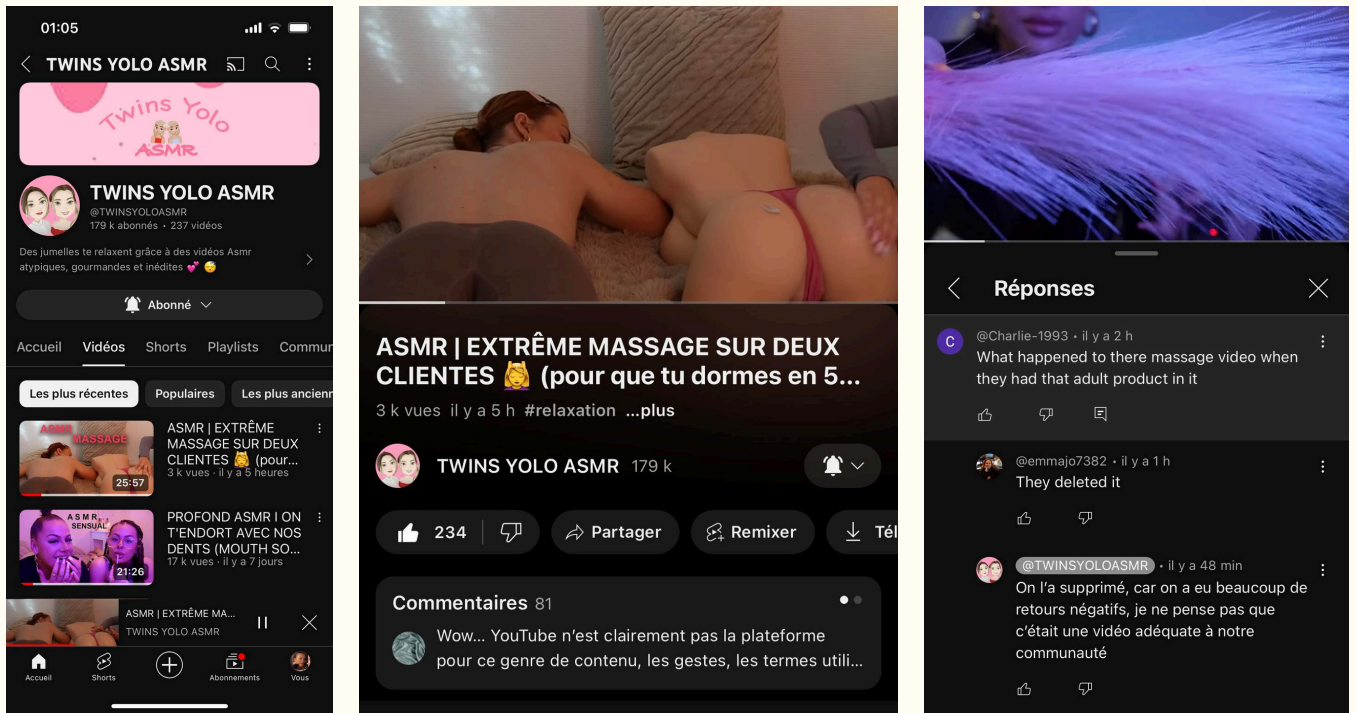 01:05
TWINS YOLO ASMR
Twins Yolo
ASMR
TWINS YOLO ASMR
@TWINSYOLOASMR
179 k abonnés • 237 vidéos
Des jumelles te relaxent grâce à des vidéos Asmr
atypiques, gourmandes et inédites 💕 😴
Abonné
Accueil Vidéos Shorts Playlists Commun
Les plus récentes Populaires Les plus ancienn
ASMR
MASSAGE
25:57
ASMR | EXTRÊME
MASSAGE SUR DEUX
CLIENTES 💆 (pour...
3 k vues · il y a 5 heures
ASMR
SENSUAL
21:26
PROFOND ASMR I ON
T'ENDORT AVEC NOS
DENTS (MOUTH SO...
17 k vues · il y a 7 jours
ASMR | EXTRÊME MA...
TWINS YOLO ASMR
Accueil Shorts Abonnements Vous
ASMR | EXTRÊME MASSAGE SUR DEUX
CLIENTES 💆 (pour que tu dormes en 5...
3 k vues il y a 5 h #relaxation ...plus
TWINS YOLO ASMR 179 k
234 Partager Remixer Tél
Commentaires 81
Wow... YouTube n’est clairement pas la plateforme
pour ce genre de contenu, les gestes, les termes utili...
Réponses
C
@Charlie-1993 • il y a 2 h
What happened to there massage video when
they had that adult product in it
@emmajo7382 • il y a 1 h
They deleted it
@TWINSYOLOASMR • il y a 48 min
On l’a supprimé, car on a eu beaucoup de
retours négatifs, je ne pense pas que
c’était une vidéo adéquate à notre
communauté